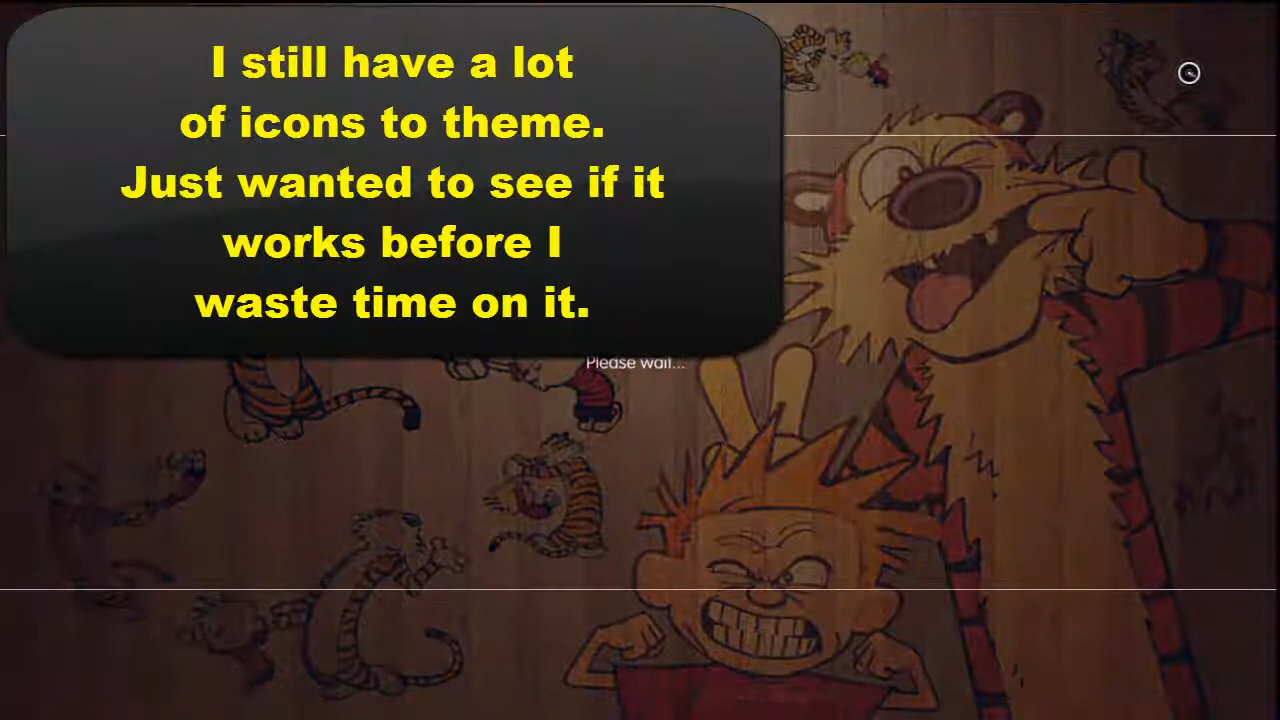 I still have a lot
of icons to theme.
Just wanted to see if it
works before I
waste time on it.
Please wait...